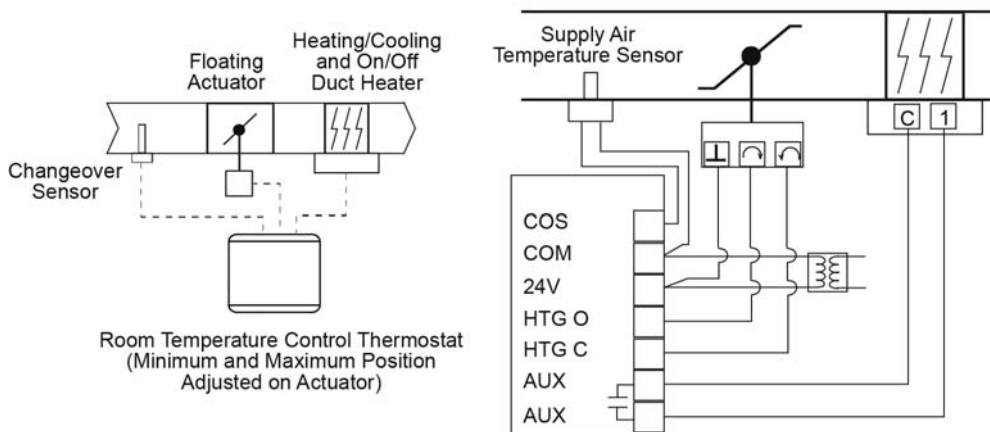 Floating
Actuator
Heating/Cooling
and On/Off
Duct Heater
Changeover
Sensor
Room Temperature Control Thermostat
(Minimum and Maximum Position
Adjusted on Actuator)
Supply Air
Temperature Sensor
C 1
COS
COM
24V
HTG O
HTG C
AUX
AUX